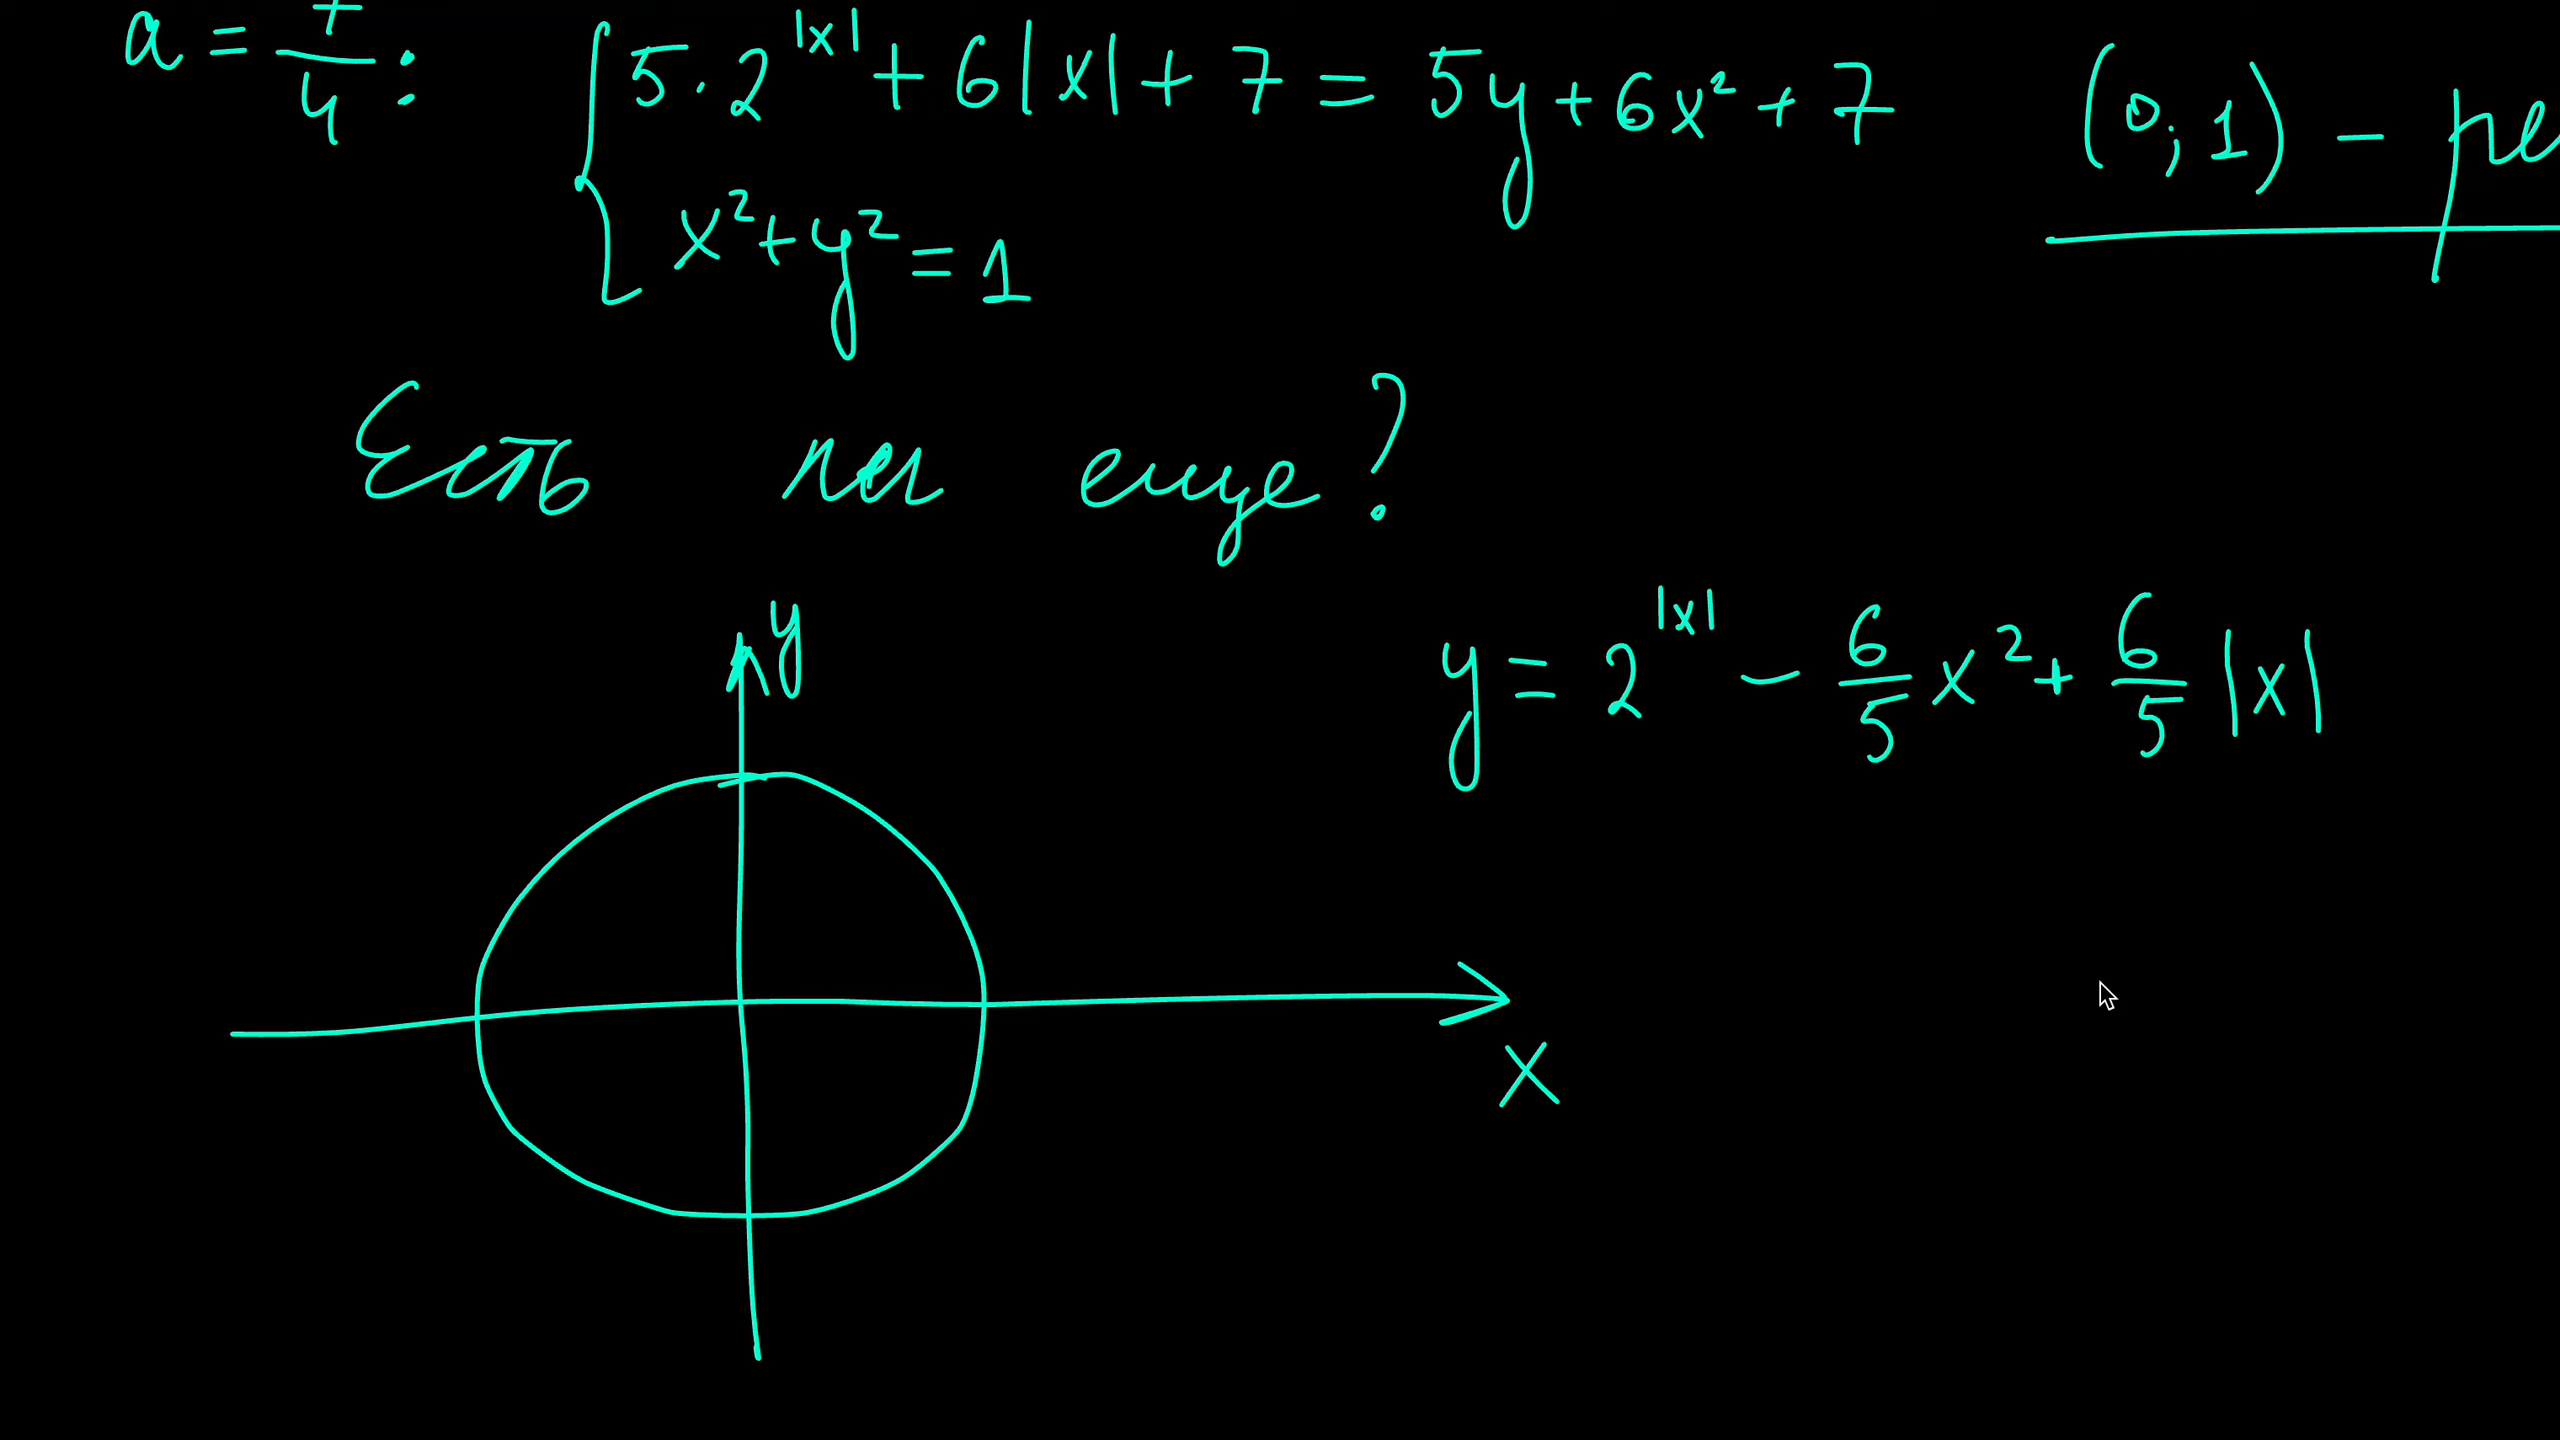 a = 7/4 : { 5·2^|x| + 6|x| + 7 = 5y + 6x² + 7 (0; 1) – ре
x² + y² = 1
Есть ли еще?
y
y = 2^|x| − 6/5 x² + 6/5 |x|
x